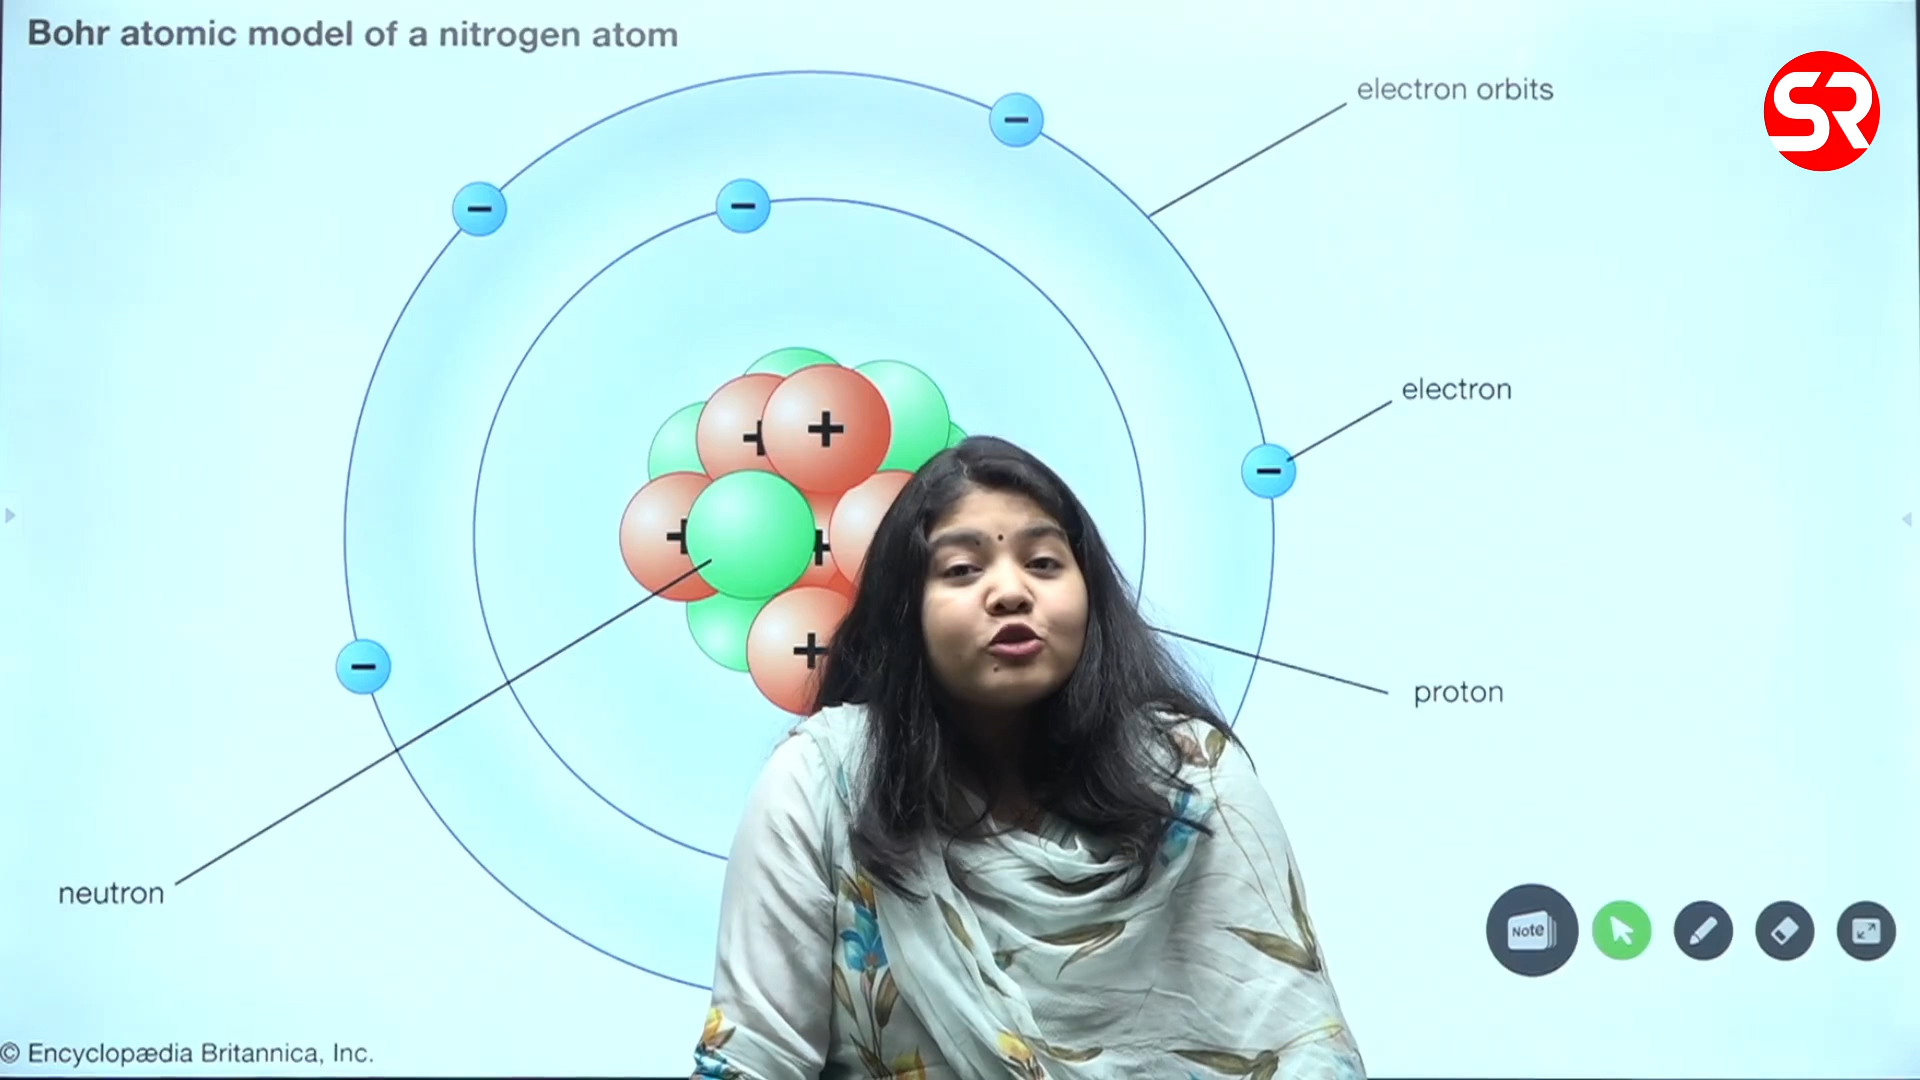 Bohr atomic model of a nitrogen atom
electron orbits
SR
−
−
−
electron
+
+
−
+
+
+
−
proton
neutron
Note
© Encyclopædia Britannica, Inc.